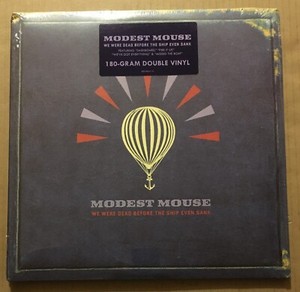 MODEST MOUSE
WE WERE DEAD BEFORE THE SHIP EVEN SANK
180-GRAM DOUBLE VINYL
MODEST MOUSE
WE WERE DEAD BEFORE THE SHIP EVEN SANK